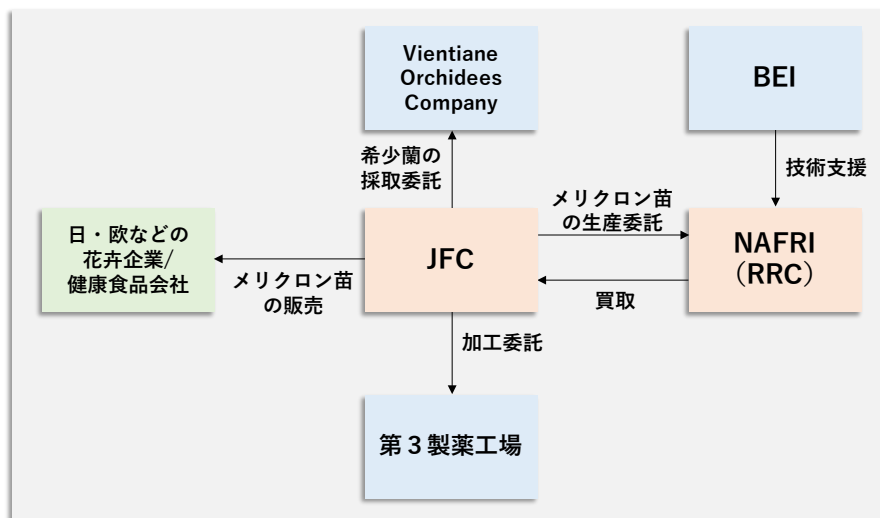 Vientiane
Orchidees
Company
BEI
希少蘭の
採取委託
技術支援
日・欧などの
花卉企業/
健康食品会社
メリクロン苗
の販売
JFC
メリクロン苗
の生産委託
買取
NAFRI
（RRC）
加工委託
第３製薬工場